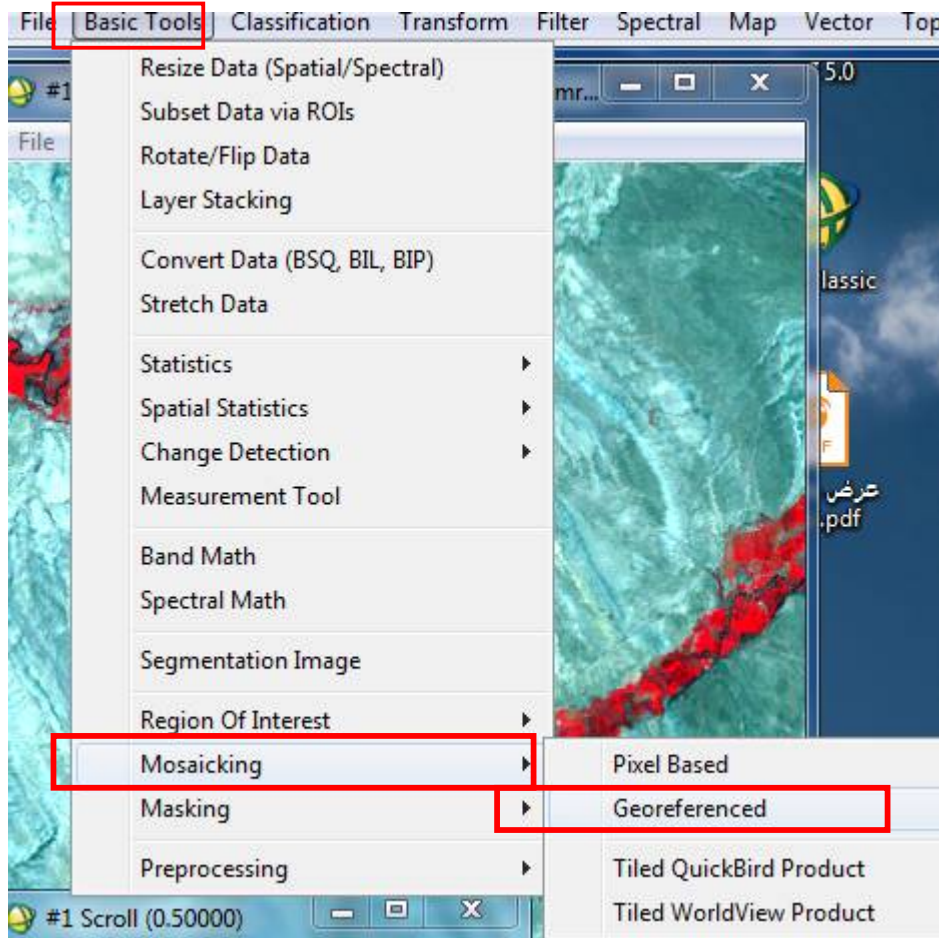 File Basic Tools Classification Transform Filter Spectral Map Vector Top
#1 mr... 5.0
File
Resize Data (Spatial/Spectral)
Subset Data via ROIs
Rotate/Flip Data
Layer Stacking
Convert Data (BSQ, BIL, BIP)
lassic
Stretch Data
Statistics
Spatial Statistics
Change Detection
Measurement Tool
عرض
.pdf
Band Math
Spectral Math
Segmentation Image
Region Of Interest
Mosaicking
Pixel Based
Masking
Georeferenced
Preprocessing
Tiled QuickBird Product
Tiled WorldView Product
#1 Scroll (0.50000)